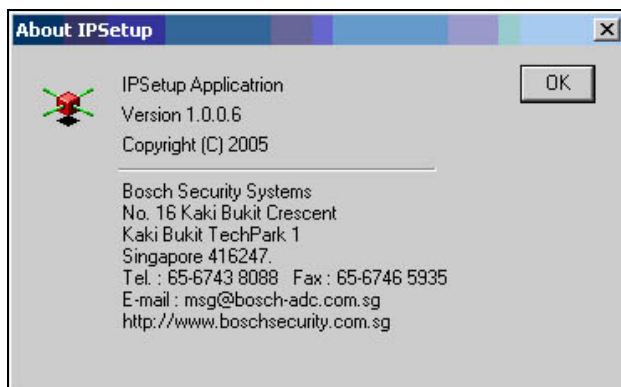 About IPSetup
IPSetup Applicatrion
OK
Version 1.0.0.6
Copyright (C) 2005
Bosch Security Systems
No. 16 Kaki Bukit Crescent
Kaki Bukit TechPark 1
Singapore 416247.
Tel. : 65-6743 8088 Fax : 65-6746 5935
E-mail : msg@bosch-adc.com.sg
http://www.boschsecurity.com.sg